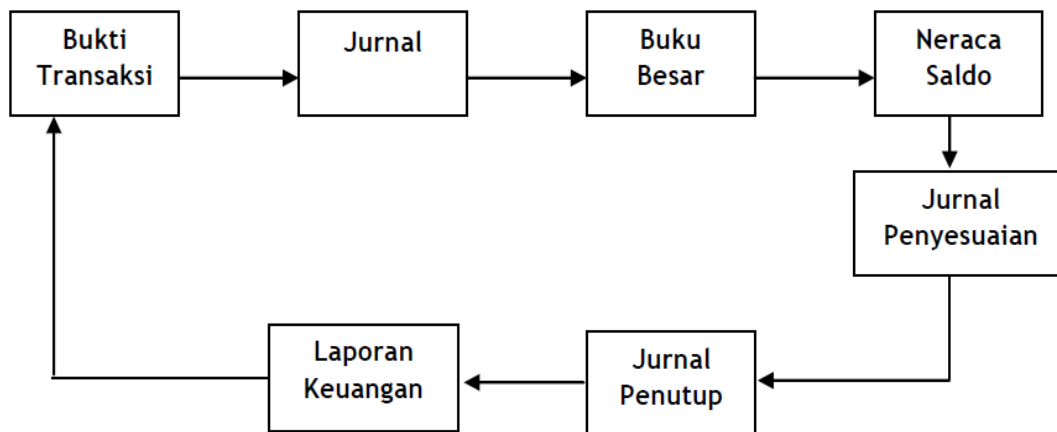 Bukti
Transaksi
Jurnal
Buku
Besar
Neraca
Saldo
Jurnal
Penyesuaian
Jurnal
Penutup
Laporan
Keuangan